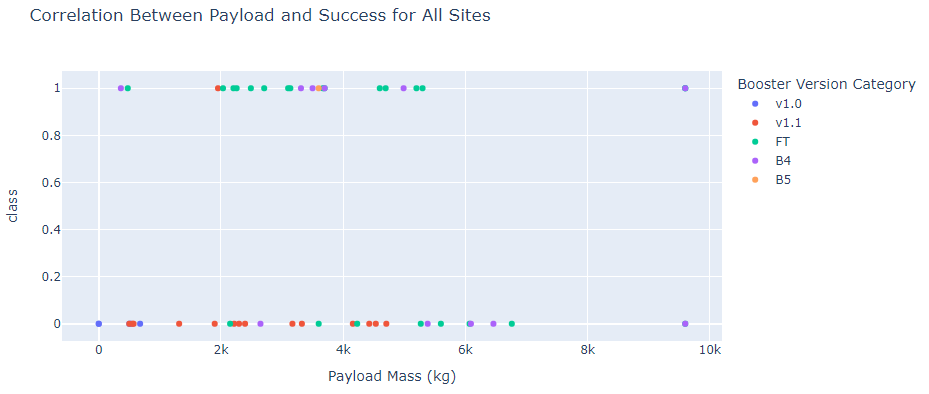 Correlation Between Payload and Success for All Sites
Booster Version Category
v1.0
v1.1
FT
B4
B5
1
0.8
0.6
0.4
0.2
0
class
0
2k
4k
6k
8k
10k
Payload Mass (kg)